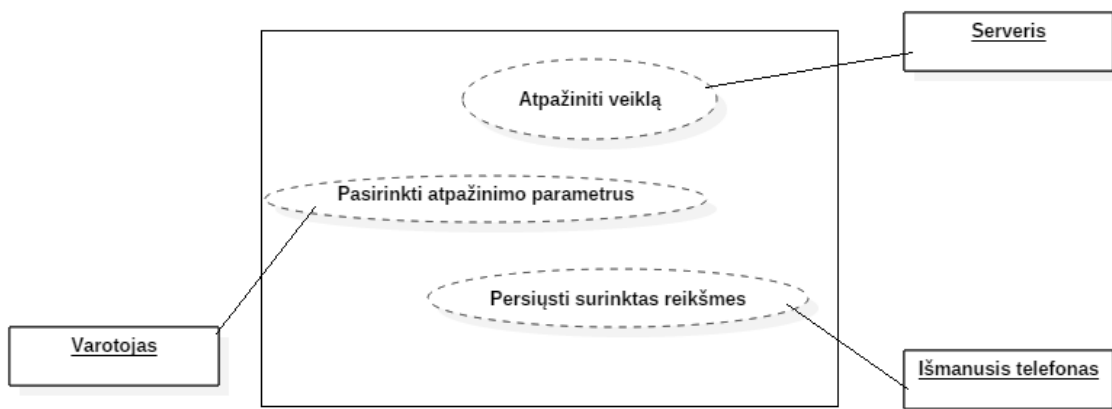 Serveris
Atpažiniti veiklą
Pasirinkti atpažinimo parametrus
Persiųsti surinktas reikšmes
Varotojas
Išmanusis telefonas